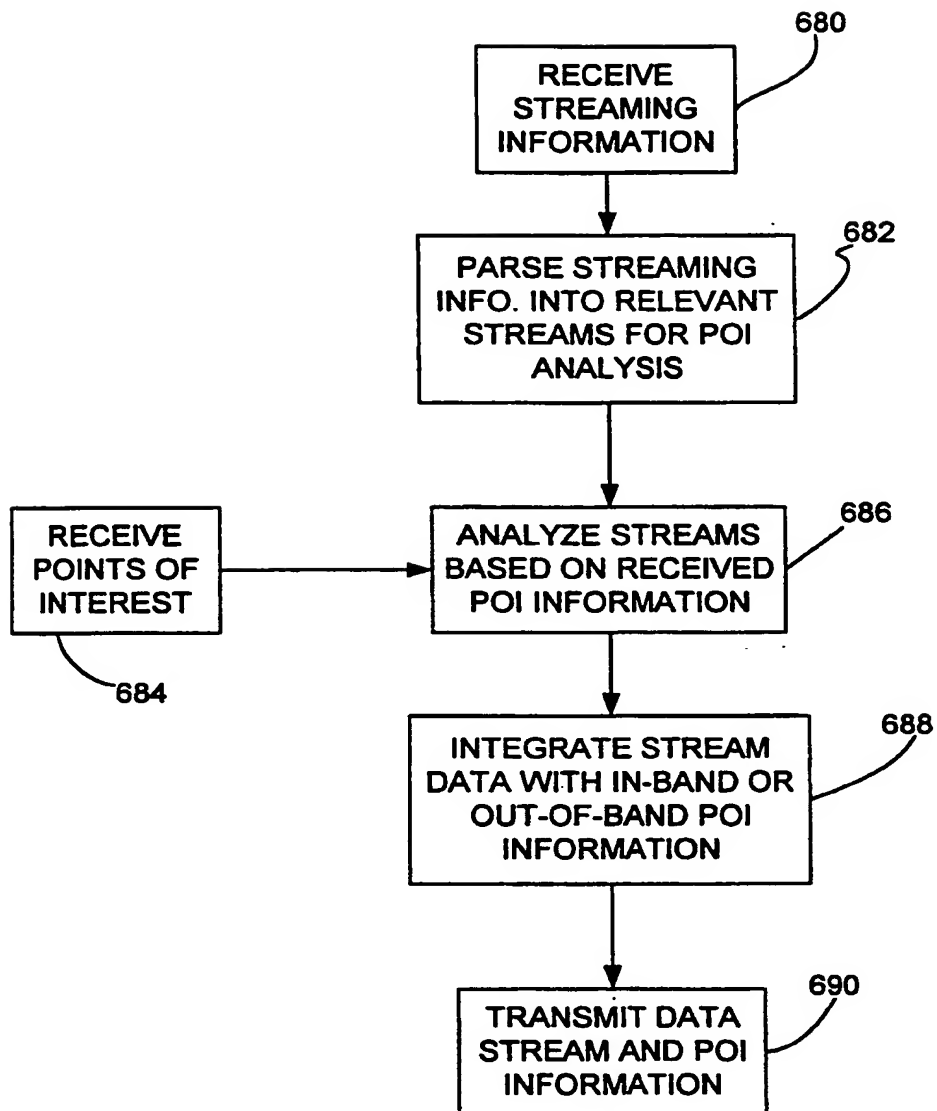 680
RECEIVE
STREAMING
INFORMATION
682
PARSE STREAMING
INFO. INTO RELEVANT
STREAMS FOR POI
ANALYSIS
RECEIVE
POINTS OF
INTEREST
684
686
ANALYZE STREAMS
BASED ON RECEIVED
POI INFORMATION
688
INTEGRATE STREAM
DATA WITH IN-BAND OR
OUT-OF-BAND POI
INFORMATION
690
TRANSMIT DATA
STREAM AND POI
INFORMATION